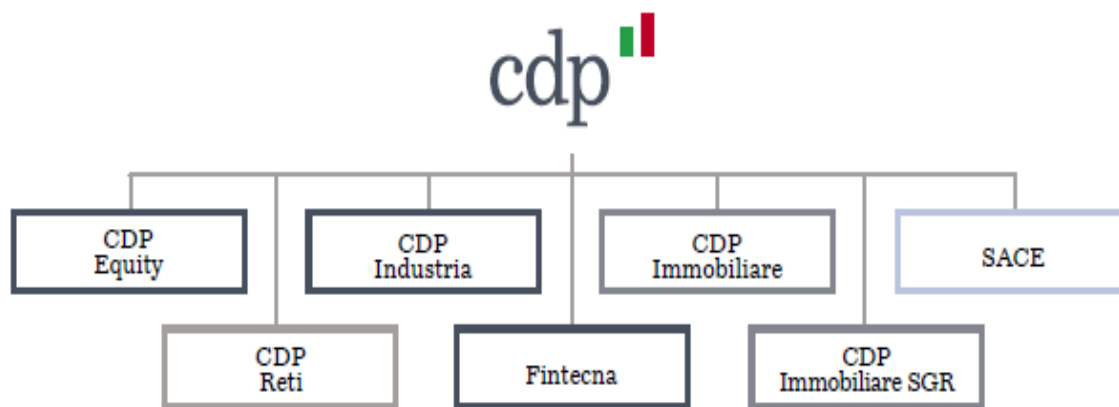 cdp
CDP
Equity
CDP
Industria
CDP
Immobiliare
SACE
CDP
Reti
Fintecna
CDP
Immobiliare SGR